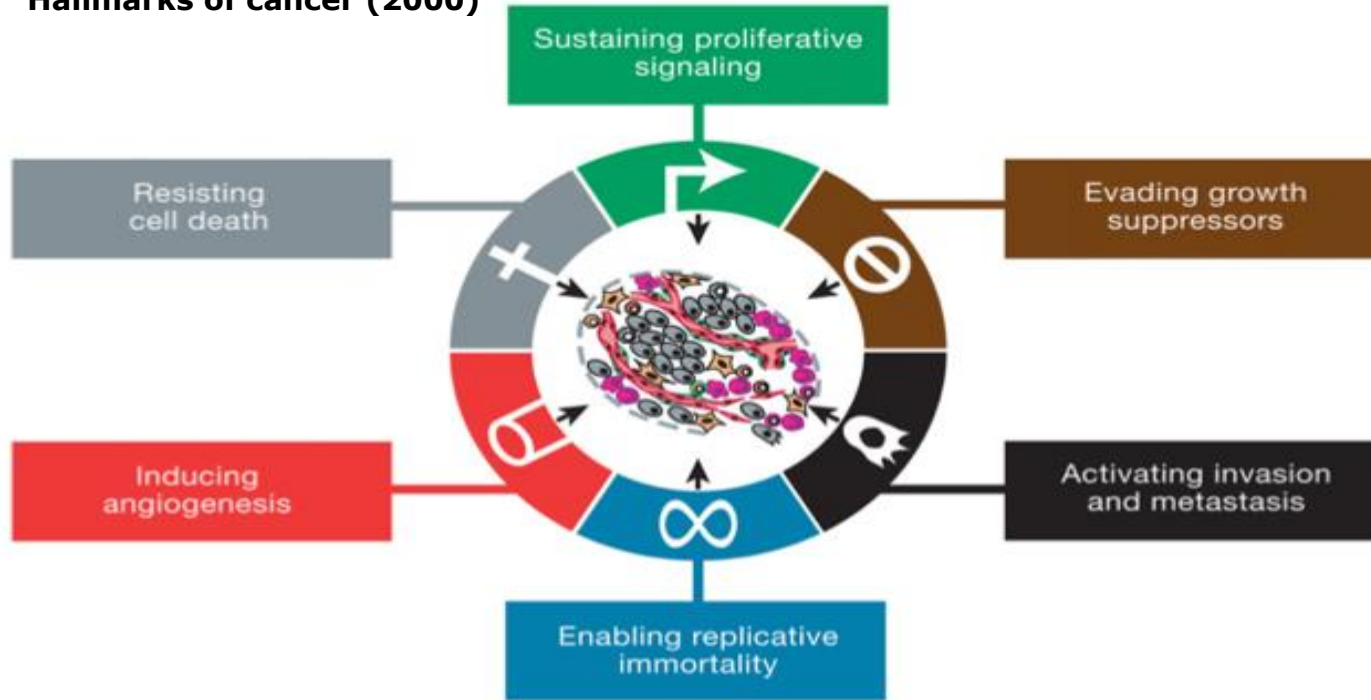 Hallmarks of cancer (2000)
Sustaining proliferative
signaling
Resisting
cell death
Evading growth
suppressors
Inducing
angiogenesis
Activating invasion
and metastasis
Enabling replicative
immortality